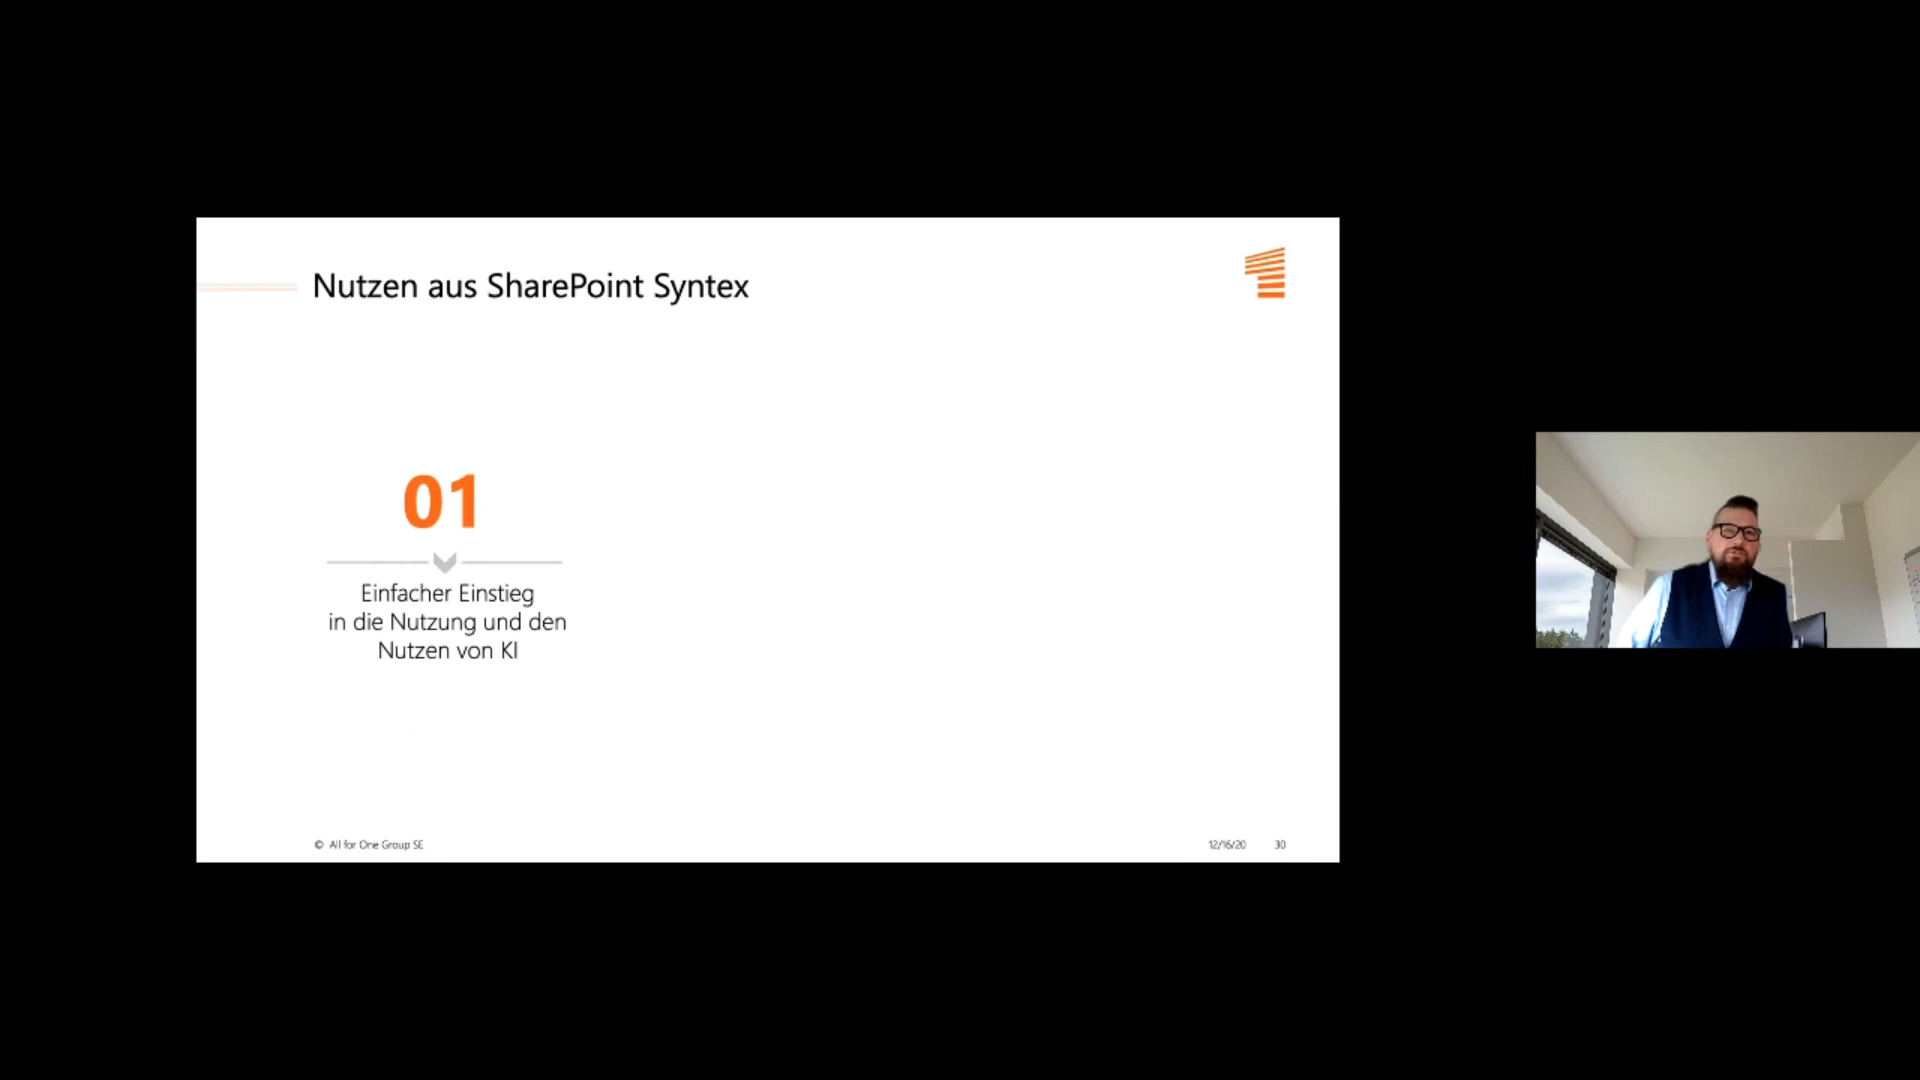 Nutzen aus SharePoint Syntex
01
Einfacher Einstieg
in die Nutzung und den
Nutzen von KI
© All for One Group SE
12/16/20
30